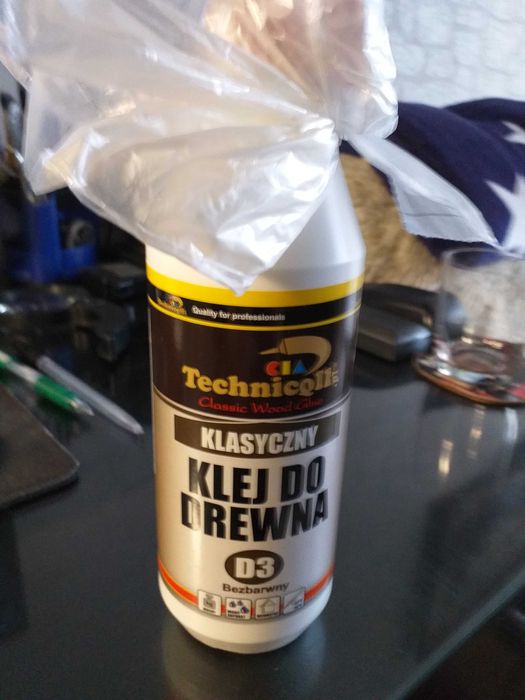 Quality for professionals
Technicoll
Classic Wood Glue
KLASYCZNY
KLEJ DO
DREWNA
D3
Bezbarwny